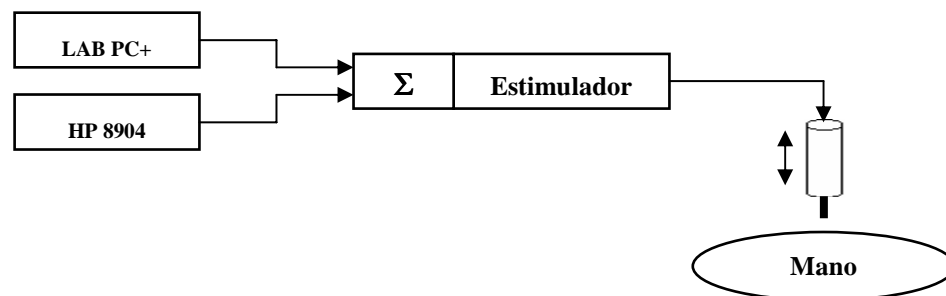 LAB PC+
HP 8904
Σ
Estimulador
Mano